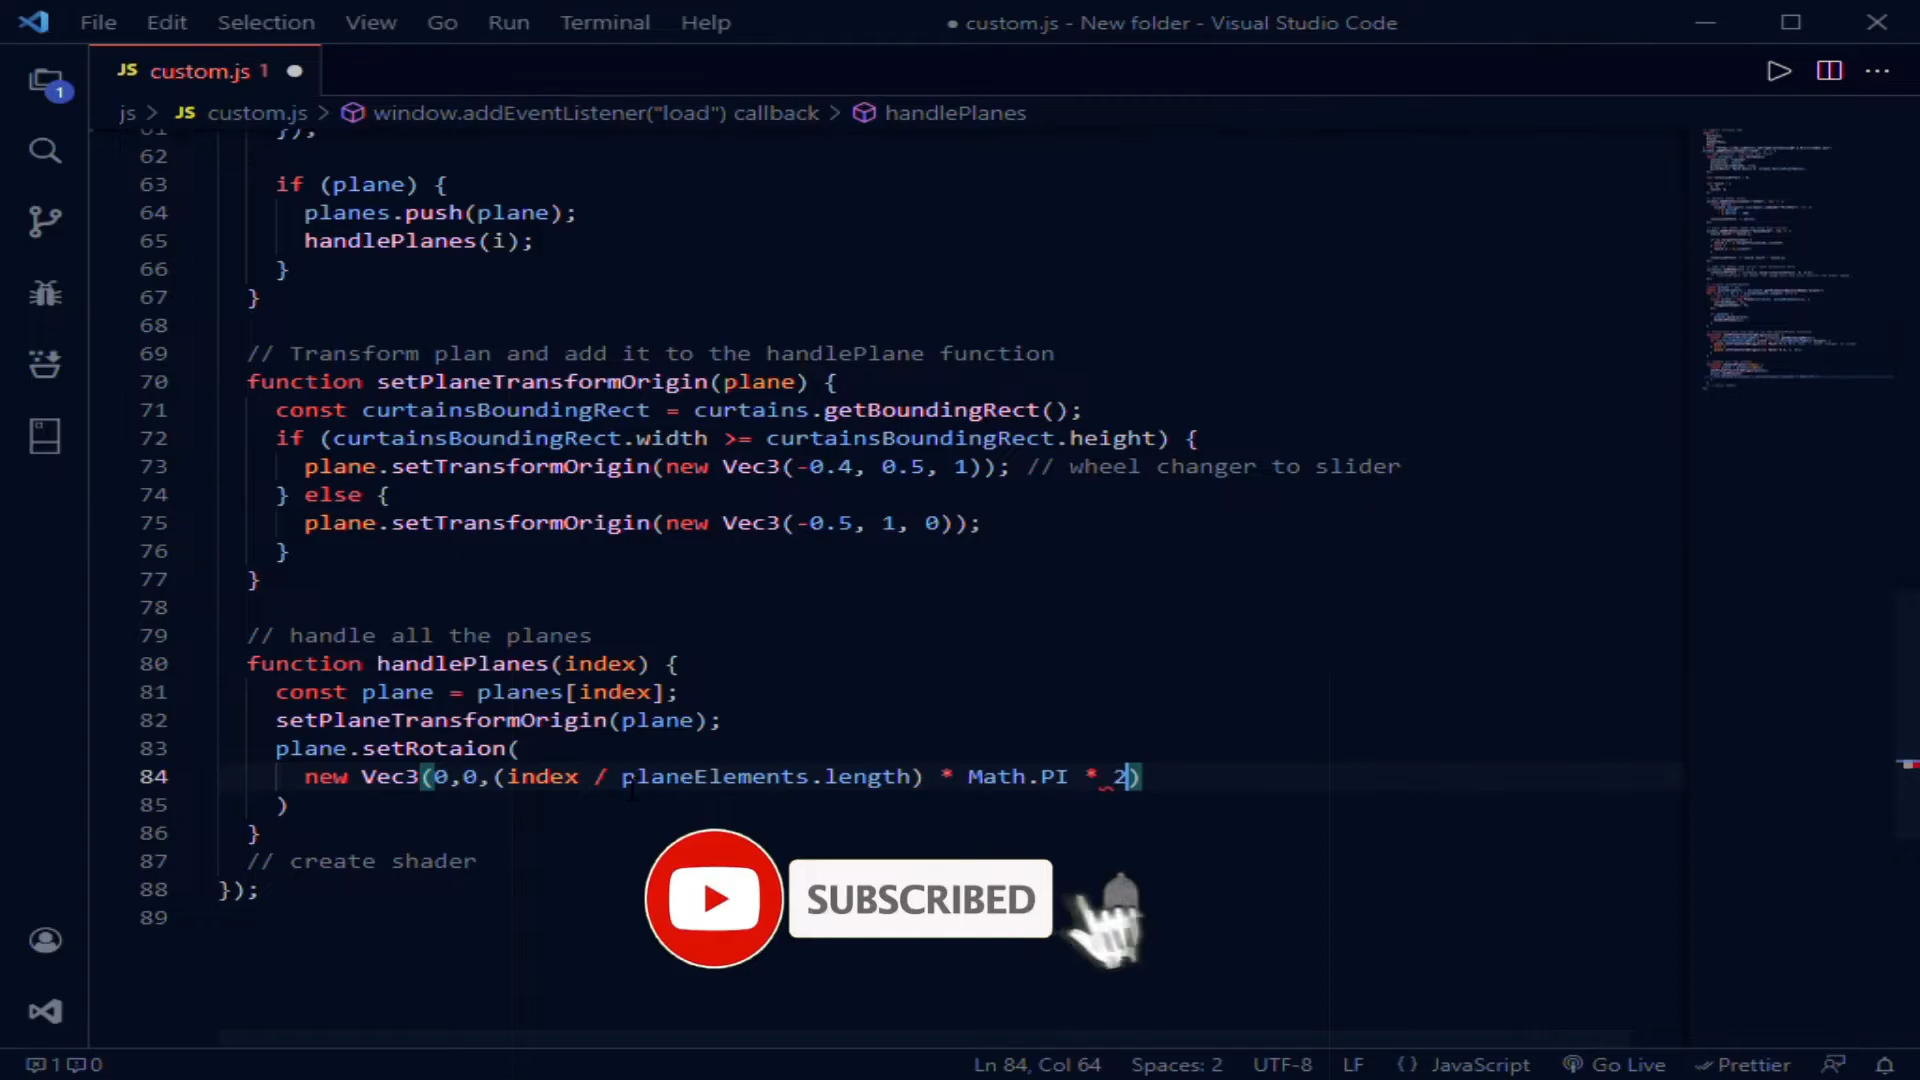 File Edit Selection View Go Run Terminal Help ● custom.js - New folder - Visual Studio Code
1
JS custom.js 1 ●
js > JS custom.js > window.addEventListener("load") callback > handlePlanes
61 });
62
63 if (plane) {
64 planes.push(plane);
65 handlePlanes(i);
66 }
67 }
68
69 // Transform plan and add it to the handlePlane function
70 function setPlaneTransformOrigin(plane) {
71 const curtainsBoundingRect = curtains.getBoundingRect();
72 if (curtainsBoundingRect.width >= curtainsBoundingRect.height) {
73 plane.setTransformOrigin(new Vec3(-0.4, 0.5, 1)); // wheel changer to slider
74 } else {
75 plane.setTransformOrigin(new Vec3(-0.5, 1, 0));
76 }
77 }
78
79 // handle all the planes
80 function handlePlanes(index) {
81 const plane = planes[index];
82 setPlaneTransformOrigin(plane);
83 plane.setRotaion(
84 new Vec3(0,0,(index / planeElements.length) * Math.PI * 2)
85 )
86 }
87 // create shader
88 });
89
SUBSCRIBED
1 0 Ln 84, Col 64 Spaces: 2 UTF-8 LF {} JavaScript Go Live Prettier